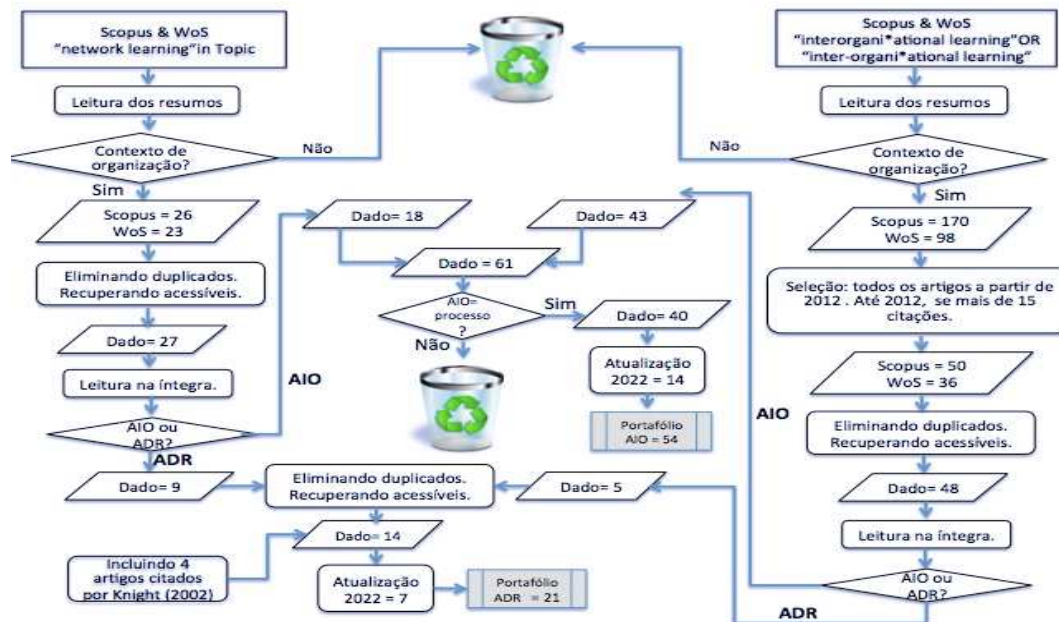 Scopus & WoS
“network learning”in Topic
Leitura dos resumos
Contexto de
organização?
Não
Sim
Scopus = 26
WoS = 23
Eliminando duplicados.
Recuperando acessíveis.
Dado= 27
Leitura na íntegra.
AIO ou
ADR?
AIO
ADR
Dado= 9
Dado= 18
Dado= 43
Dado= 61
AIO=
processo
?
Sim
Não
Dado= 40
Atualização
2022 = 14
Portafólio
AIO = 54
Eliminando duplicados.
Recuperando acessíveis.
Dado= 5
Dado= 14
Incluindo 4
artigos citados
por Knight (2002)
Atualização
2022 = 7
Portafólio
ADR = 21
Scopus & WoS
“interorgani*ational learning”OR
“inter-organi*ational learning”
Leitura dos resumos
Contexto de
organização?
Não
Sim
Scopus = 170
WoS = 98
Seleção: todos os artigos a partir de
2012 . Até 2012, se mais de 15
citações.
Scopus = 50
WoS = 36
Eliminando duplicados.
Recuperando acessíveis.
Dado= 48
Leitura na íntegra.
AIO ou
ADR?
AIO
ADR